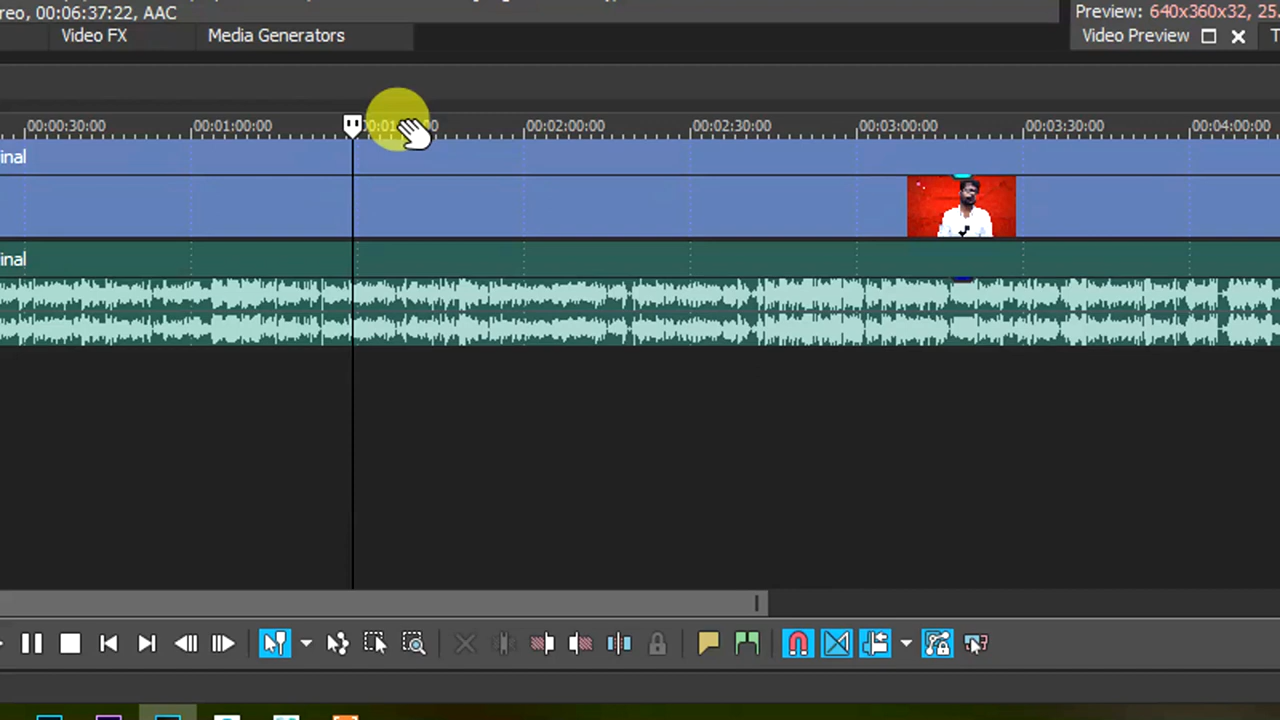 reo, 00:06:37:22, AAC
Preview: 640x360x32, 25.
Video FX
Media Generators
Video Preview
T
00:00:30:00
00:01:00:00
00:02:00:00
00:02:30:00
00:03:00:00
00:03:30:00
00:04:00:00
inal
inal